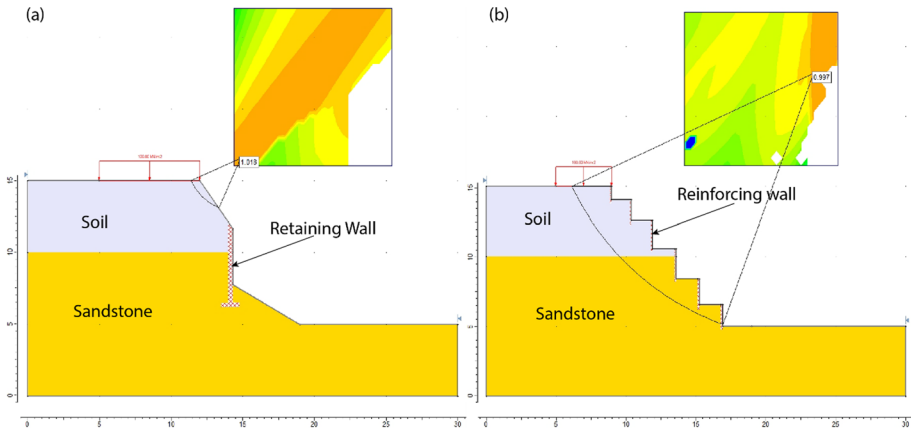 (a)
1.013
15
10
5
0
Soil
Retaining Wall
Sandstone
0 5 10 15 20 25 30
(b)
0.997
15
10
5
0
Soil
Reinforcing wall
Sandstone
0 5 10 15 20 25 30